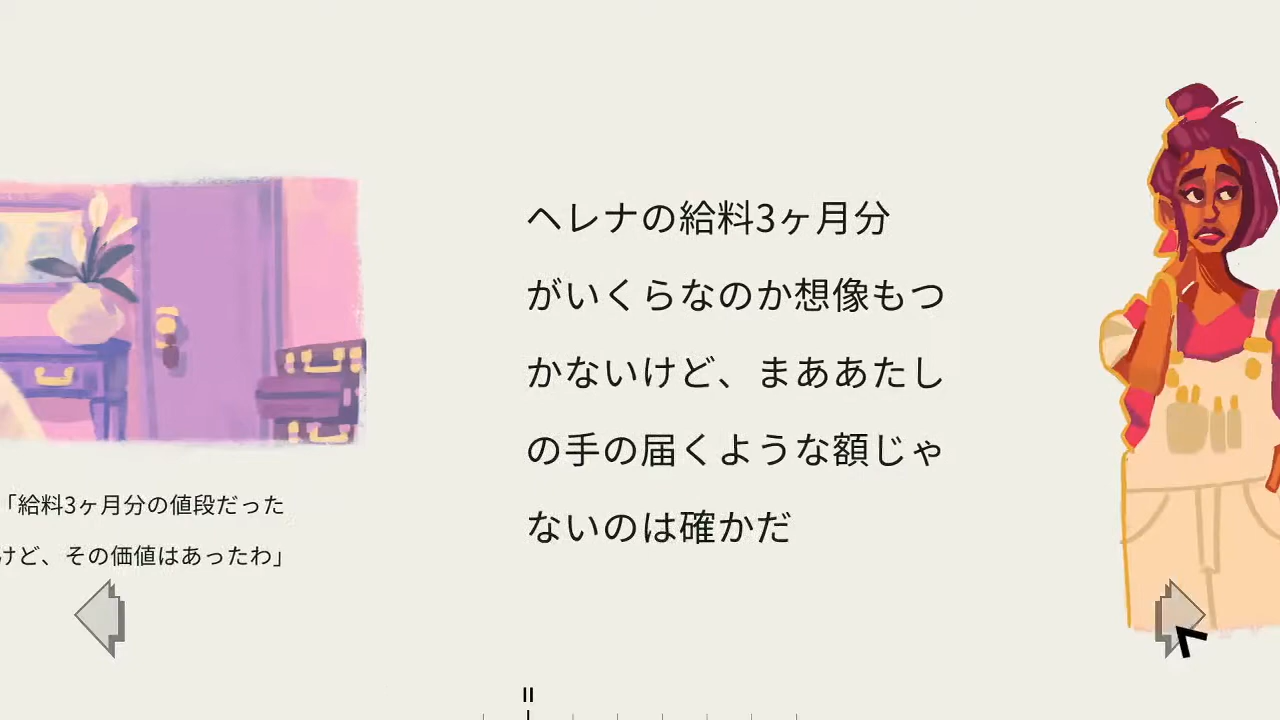 ヘレナの給料3ヶ月分
がいくらなのか想像もつ
かないけど、まああたし
の手の届くような額じゃ
ないのは確かだ
「給料3ヶ月分の値段だった
けど、その価値はあったわ」
II